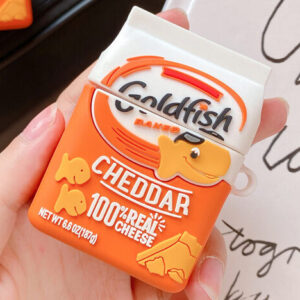 Goldfish
BAKED
CHEDDAR
100% REAL
CHEESE
NET WT 6.6 OZ (187g)